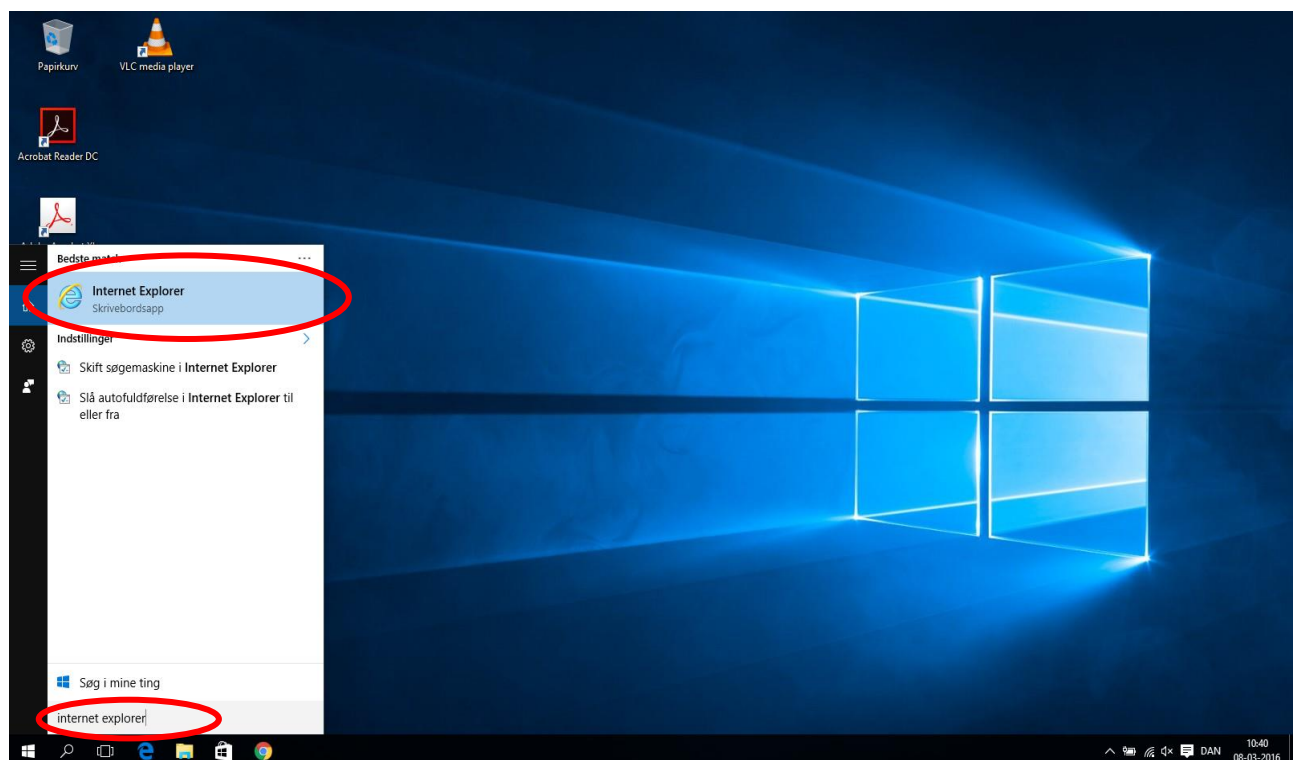 Papirkurv
VLC media player
Acrobat Reader DC
Bedste match
Internet Explorer
Skrivebordsapp
Indstillinger
Skift søgemaskine i Internet Explorer
Slå autofuldførelse i Internet Explorer til
eller fra
Søg i mine ting
internet explorer
DAN
10:40
08-03-2016